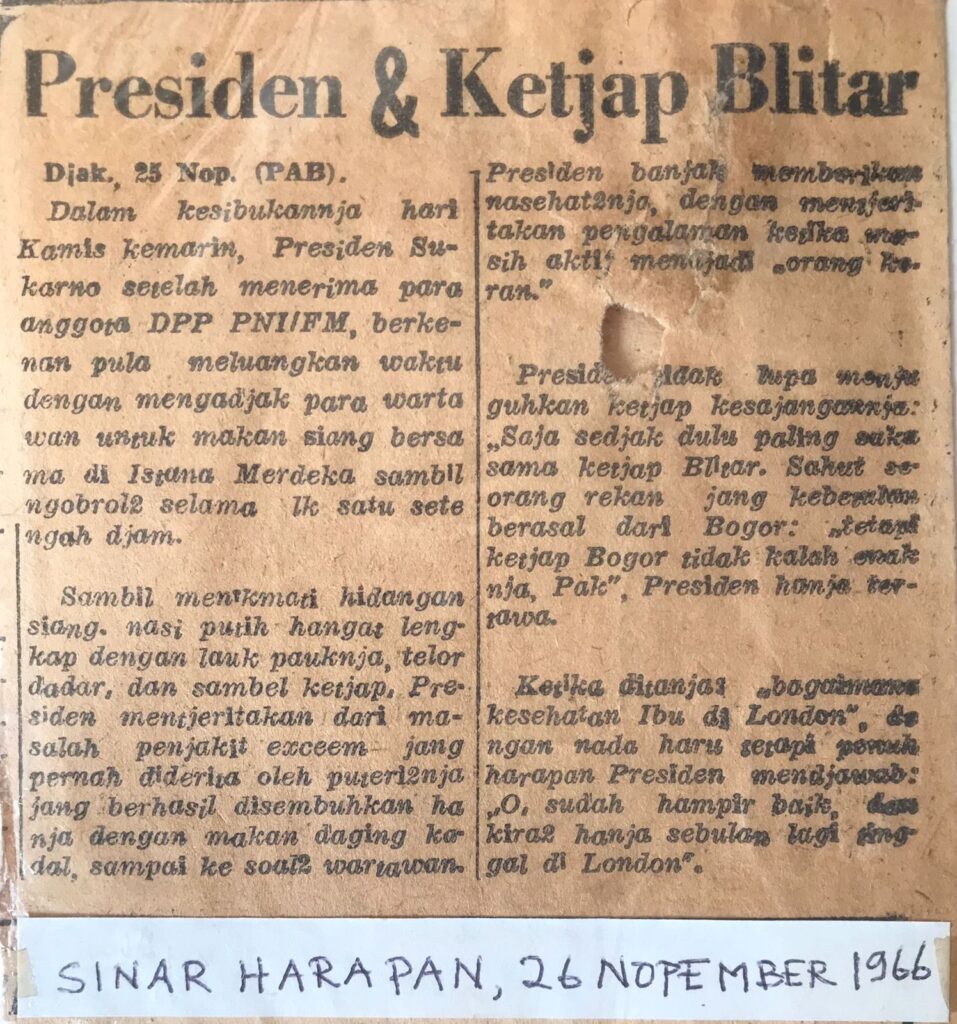 Presiden & Ketjap Blitar
Djak., 25 Nop. (PAB).
Dalam kesibukannja hari
Kamis kemarin, Presiden Su-
karno setelah menerima para
anggota DPP PNI/FM, berke-
nan pula meluangkan waktu
dengan mengadjak para warta
wan untuk makan siang bersa
ma di Istana Merdeka sambil
ngobrol2 selama lk satu sete
ngah djam.
Sambil menikmati hidangan
siang. nasi putih hangat leng-
kap dengan lauk pauknja, telor
dadar, dan sambel ketjap, Pre-
siden mentjeritakan dari ma-
salah penjakit exceem jang
pernah diderita oleh puteri2nja
jang berhasil disembuhkan ha
nja dengan makan daging ka-
dal, sampai ke soal2 wartawan.
Presiden banjak memberikan
nasehat2nja, dengan mentjeri-
takan pengalaman ketika ma-
sih aktif mendjadi „orang ko-
ran."
Presiden tidak lupa menju
guhkan ketjap kesajangannja:
„Saja sedjak dulu paling suka
sama ketjap Blitar. Sahut se-
orang rekan jang kebetulan
berasal dari Bogor: „tetapi
ketjap Bogor tidak kalah enak
nja, Pak", Presiden hanja ter-
tawa.
Ketika ditanja: „bagaimana
kesehatan Ibu di London", de
ngan nada haru tetapi penuh
harapan Presiden mendjawab:
„O, sudah hampir baik, dan
kira2 hanja sebulan lagi ting-
gal di London".
SINAR HARAPAN, 26 NOPEMBER 1966